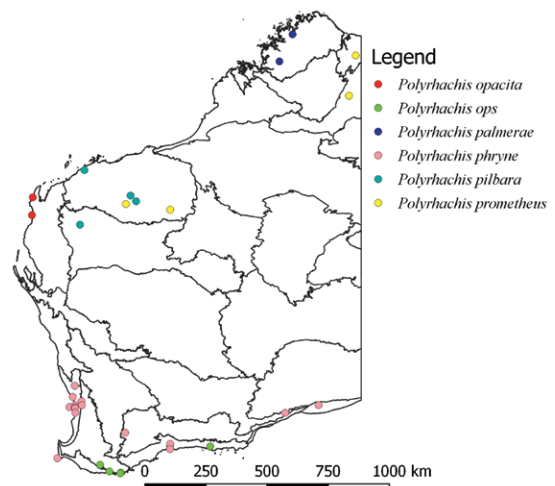 Legend
Polyrhachis opacita
Polyrhachis ops
Polyrhachis palmerae
Polyrhachis phryne
Polyrhachis pilbara
Polyrhachis prometheus
0 250 500 750 1000 km